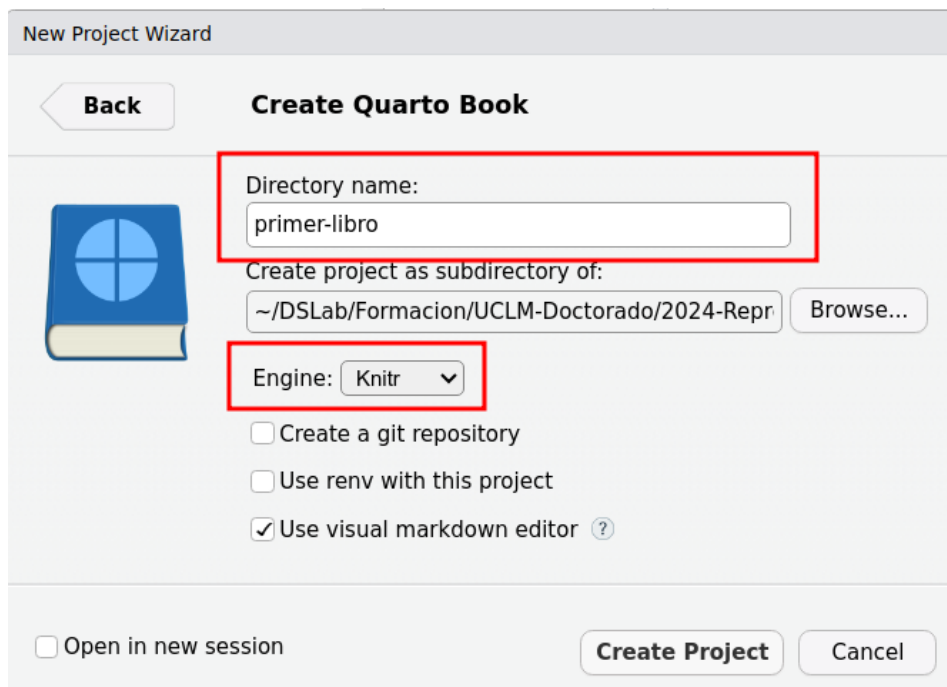 New Project Wizard
Back
Create Quarto Book
Directory name:
primer-libro
Create project as subdirectory of:
~/DSLab/Formacion/UCLM-Doctorado/2024-Repr
Browse...
Engine: Knitr
Create a git repository
Use renv with this project
Use visual markdown editor ?
Open in new session
Create Project
Cancel